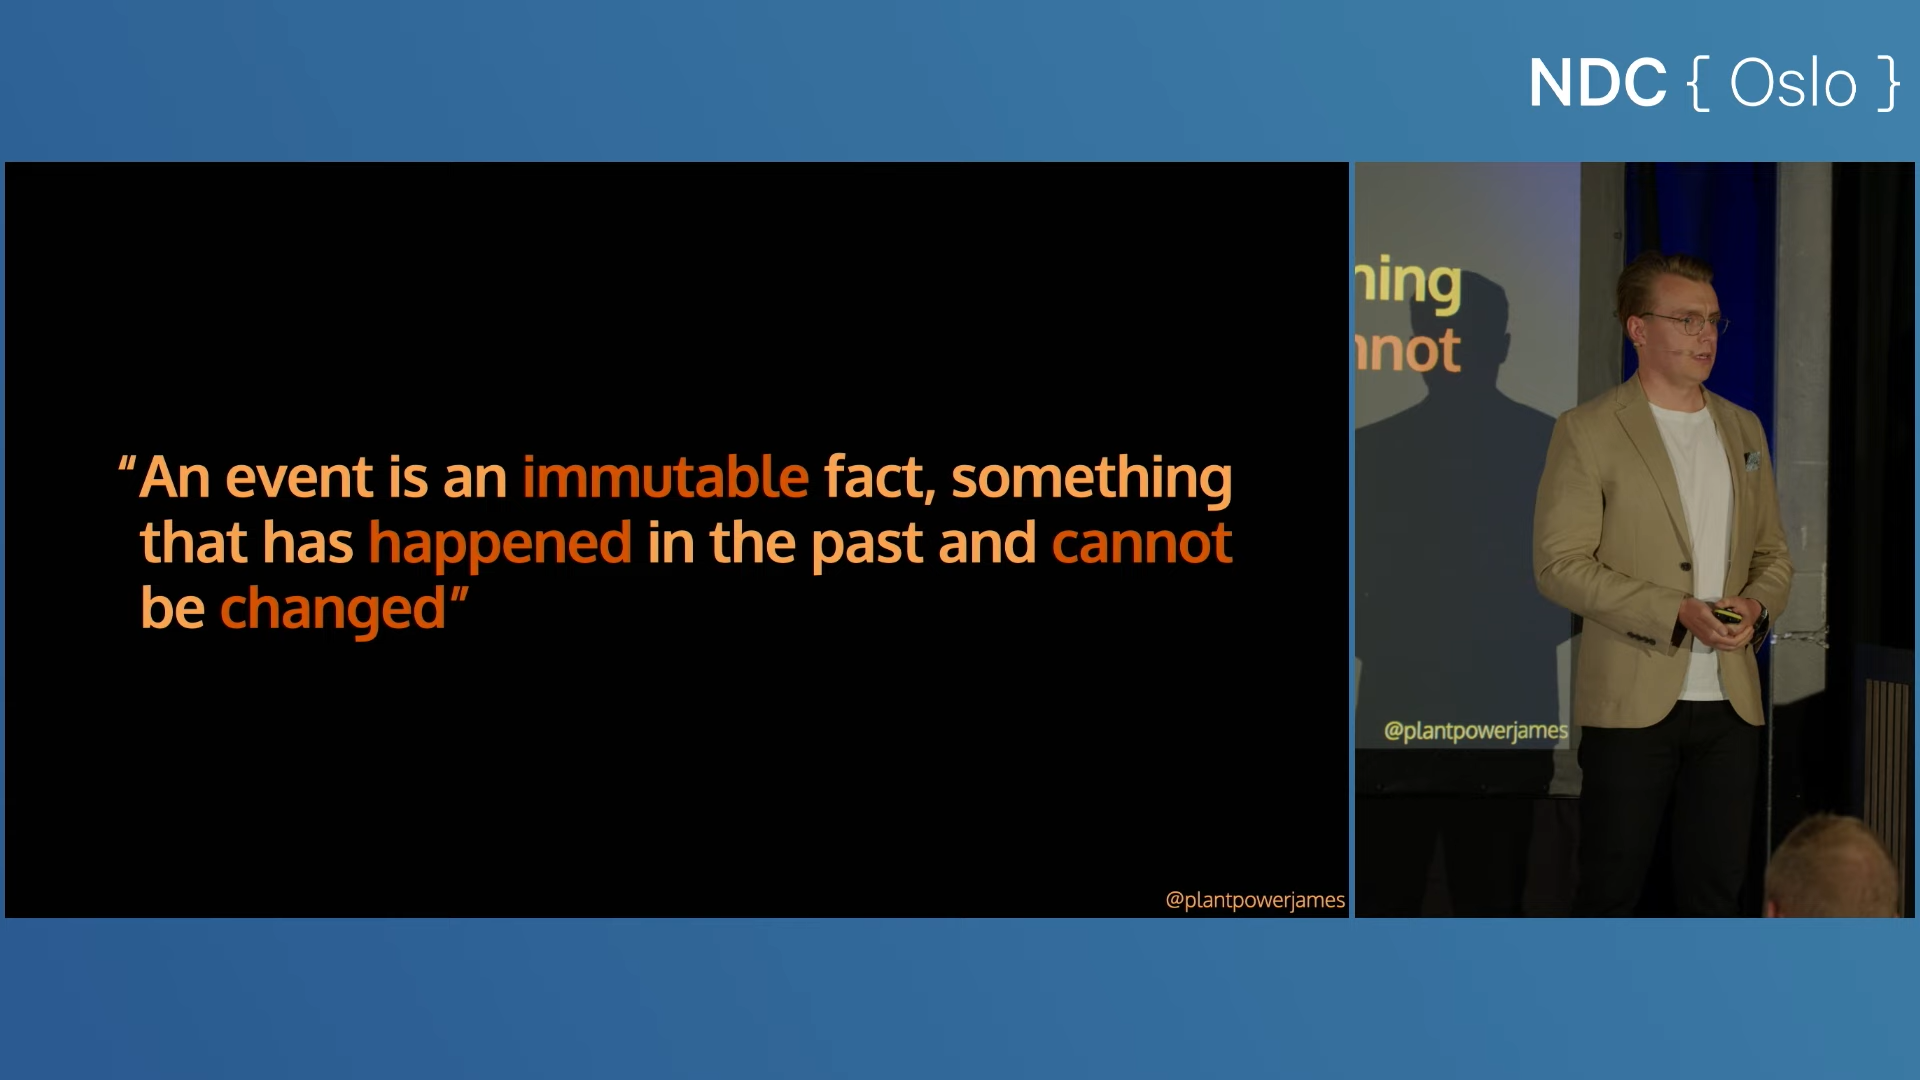 NDC { Oslo }
“An event is an immutable fact, something
that has happened in the past and cannot
be changed”
@plantpowerjames
hing
nnot
@plantpowerjames